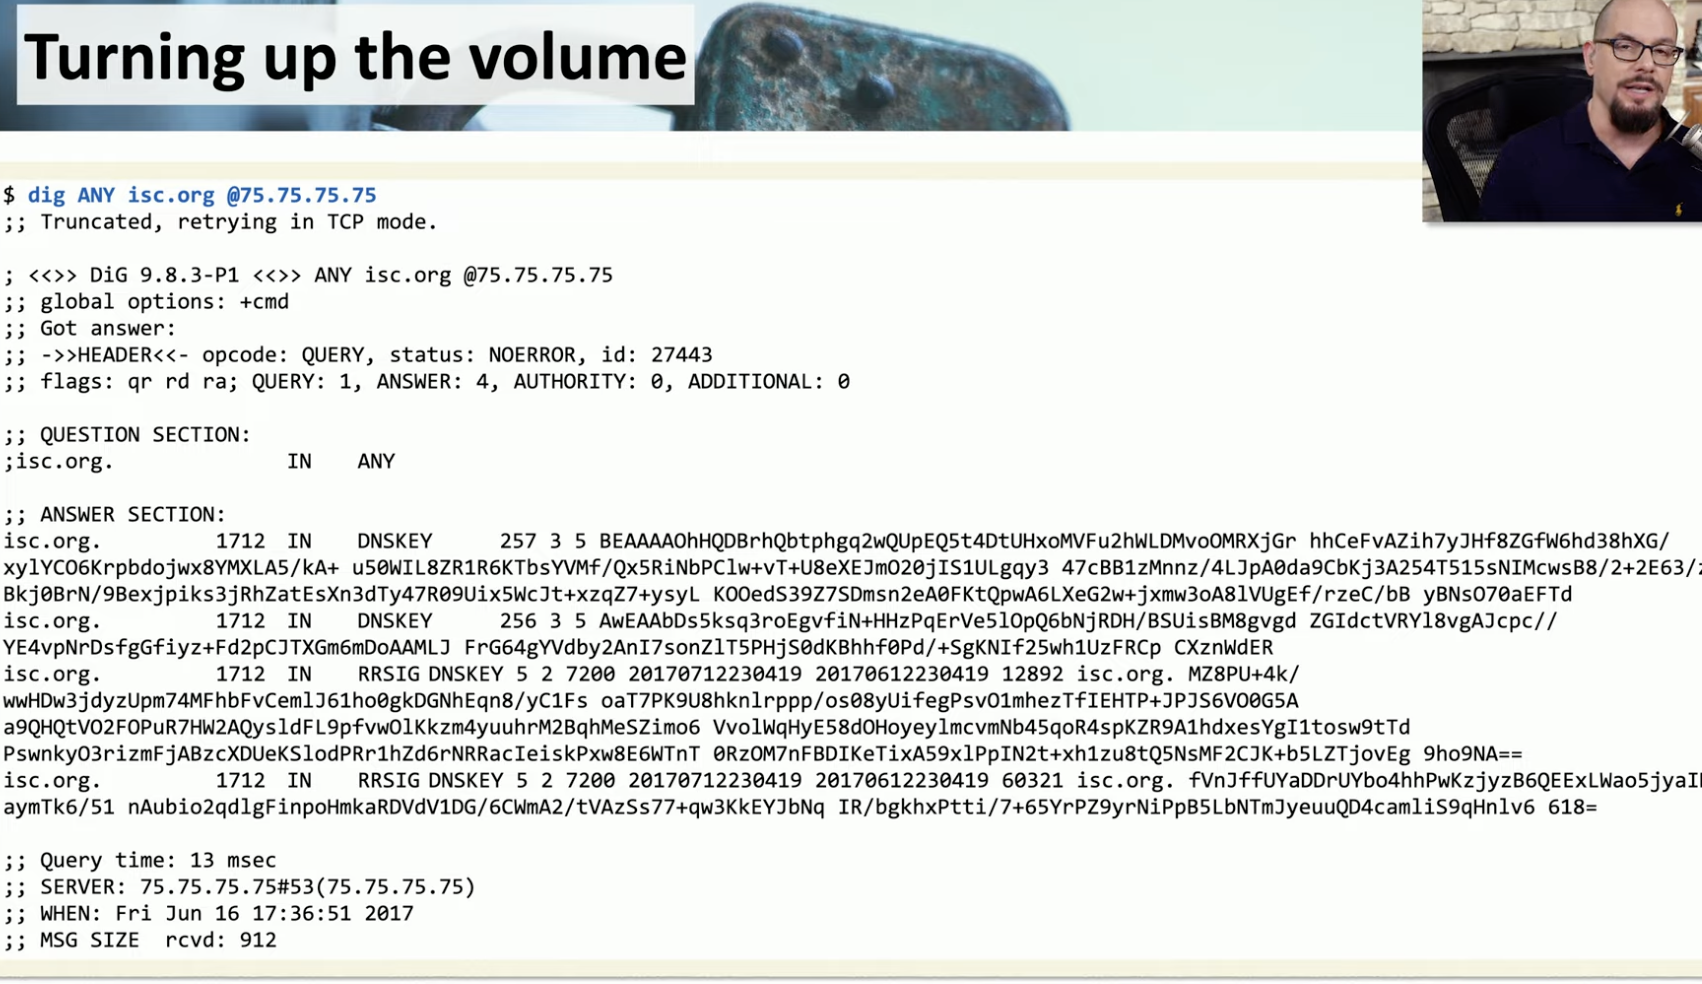 Turning up the volume
$ dig ANY isc.org @75.75.75.75
;; Truncated, retrying in TCP mode.
; <<>> DiG 9.8.3-P1 <<>> ANY isc.org @75.75.75.75
;; global options: +cmd
;; Got answer:
;; ->>HEADER<<- opcode: QUERY, status: NOERROR, id: 27443
;; flags: qr rd ra; QUERY: 1, ANSWER: 4, AUTHORITY: 0, ADDITIONAL: 0
;; QUESTION SECTION:
;isc.org. IN ANY
;; ANSWER SECTION:
isc.org. 1712 IN DNSKEY 257 3 5 BEAAAAOhHQDBrhQbtphgq2wQUpEQ5t4DtUHxoMVFu2hWLDMvoOMRXjGr hhCeFvAZih7yJHf8ZGfW6hd38hXG/
xylYCO6Krpbdojwx8YMXLA5/kA+ u50WIL8ZR1R6KTbsYVMf/Qx5RiNbPClw+vT+U8eXEJmO20jIS1ULgqy3 47cBB1zMnnz/4LJpA0da9CbKj3A254T515sNIMcwsB8/2+2E63/z
Bkj0BrN/9Bexjpiks3jRhZatEsXn3dTy47R09Uix5WcJt+xzqZ7+ysyL KOOedS39Z7SDmsn2eA0FKtQpwA6LXeG2w+jxmw3oA8lVUgEf/rzeC/bB yBNsO70aEFTd
isc.org. 1712 IN DNSKEY 256 3 5 AwEAAbDs5ksq3roEgvfiN+HHzPqErVe5lOpQ6bNjRDH/BSUisBM8gvgd ZGIdctVRYl8vgAJcpc//
YE4vpNrDsfgGfiyz+Fd2pCJTXGm6mDoAAMLJ FrG64gYVdby2AnI7sonZlT5PHjS0dKBhhf0Pd/+SgKNIf25wh1UzFRCp CXznWdER
isc.org. 1712 IN RRSIG DNSKEY 5 2 7200 20170712230419 20170612230419 12892 isc.org. MZ8PU+4k/
wwHDw3jdyzUpm74MFhbFvCemlJ61ho0gkDGNhEqn8/yC1Fs oaT7PK9U8hknlrppp/os08yUifegPsvO1mhezTfIEHTP+JPJS6VO0G5A
a9QHQtVO2FOPuR7HW2AQysldFL9pfvwOlKkzm4yuuhrM2BqhMeSZimo6 VvolWqHyE58dOHoyeylmcvmNb45qoR4spKZR9A1hdxesYgI1tosw9tTd
PswnkyO3rizmFjABzcXDUeKSlodPRr1hZd6rNRRacIeiskPxw8E6WTnT 0RzOM7nFBDIKeTixA59xlPpIN2t+xh1zu8tQ5NsMF2CJK+b5LZTjovEg 9ho9NA==
isc.org. 1712 IN RRSIG DNSKEY 5 2 7200 20170712230419 20170612230419 60321 isc.org.
aymTk6/51 nAubio2qdlgFinpoHmkaRDVdV1DG/6CWmA2/tVAzSs77+qw3KkEYJbNq IR/bgkhxPtti/7+65YrPZ9yrNiPpB5LbNTmJyeuuQD4camliS9qHnlv6 618=
;; Query time: 13 msec
;; SERVER: 75.75.75.75#53(75.75.75.75)
;; WHEN: Fri Jun 16 17:36:51 2017
;; MSG SIZE rcvd: 912